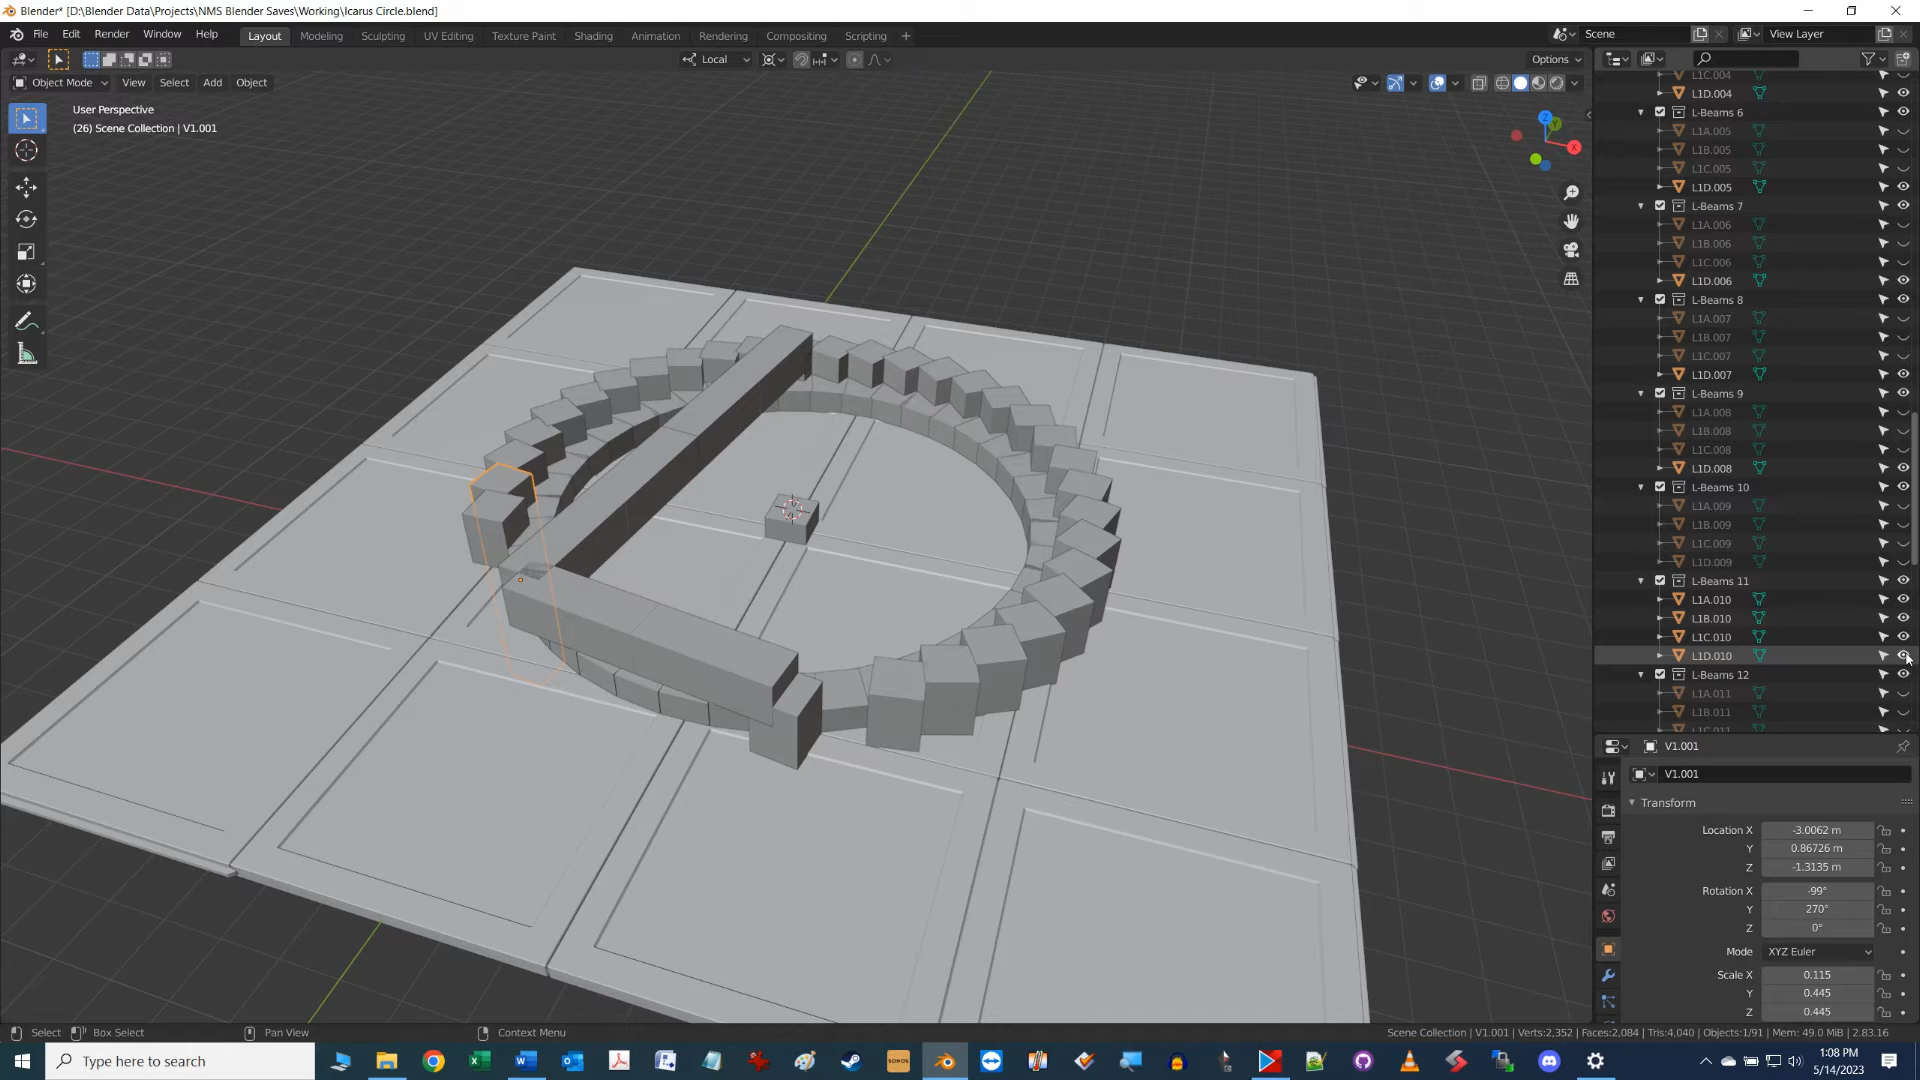 Blender* [D:\Blender Data\Projects\NMS Blender Saves\Working\Icarus Circle.blend]
File Edit Render Window Help Layout Modeling Sculpting UV Editing Texture Paint Shading Animation Rendering Compositing Scripting + Scene View Layer
Local Options
Object Mode View Select Add Object
User Perspective
(26) Scene Collection | V1.001
Z
Y
X
L1C.004
L1D.004
L-Beams 6
L1A.005
L1B.005
L1C.005
L1D.005
L-Beams 7
L1A.006
L1B.006
L1C.006
L1D.006
L-Beams 8
L1A.007
L1B.007
L1C.007
L1D.007
L-Beams 9
L1A.008
L1B.008
L1C.008
L1D.008
L-Beams 10
L1A.009
L1B.009
L1C.009
L1D.009
L-Beams 11
L1A.010
L1B.010
L1C.010
L1D.010
L-Beams 12
L1A.011
L1B.011
L1C.011
V1.001
V1.001
Transform
Location X -3.0062 m
Y 0.86726 m
Z -1.3135 m
Rotation X -99°
Y 270°
Z 0°
Mode XYZ Euler
Scale X 0.115
Y 0.445
Z 0.445
Select Box Select Pan View Context Menu Scene Collection | V1.001 | Verts:2,352 | Faces:2,084 | Tris:4,040 | Objects:1/91 | Mem: 49.0 MiB | 2.83.16
Type here to search
SONOS
1:08 PM
5/14/2023